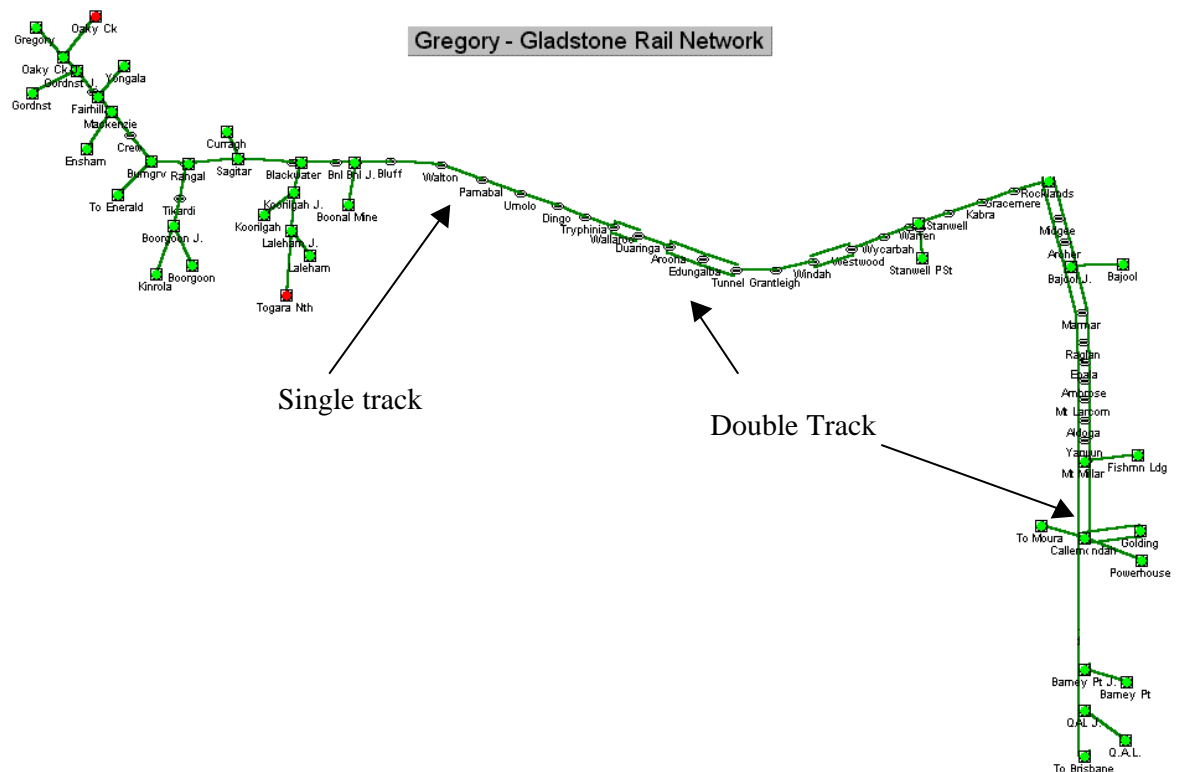 Gregory - Gladstone Rail Network
Oaky Ck
Gregory
Oaky Ck J.
Gordnst J.
Yongala
Gordnst
Fairhill
Mackenzie
Crew
Ensham
Burngrv
Rangal
Curragh
Sagitar
Blackwater
Bnl
Bnl J.
Bluff
To Enerald
Tikardi
Boorgoon J.
Kinrola
Boorgoon
Koorilgah J.
Koorilgah
Laleham J.
Laleham
Togara Nth
Boonal Mine
Walton
Parnabal
Umolo
Dingo
Tryphinia
Wallaroo
Duaringa
Aroona
Edungalba
Tunnel
Grantleigh
Windah
Westwood
Wycarbah
Warren
Stanwell
Stanwell PSt
Kabra
Gracemere
Rocklands
Midgee
Archer
Bajool J.
Bajool
Marmar
Raglan
Epala
Ambrose
Mt Larcom
Aldoga
Yarwun
Mt Millar
Fishmn Ldg
To Moura
Callemondah
Golding
Powerhouse
Barney Pt J.
Barney Pt
QAL J.
Q.A.L.
To Brisbane
Single track
Double Track